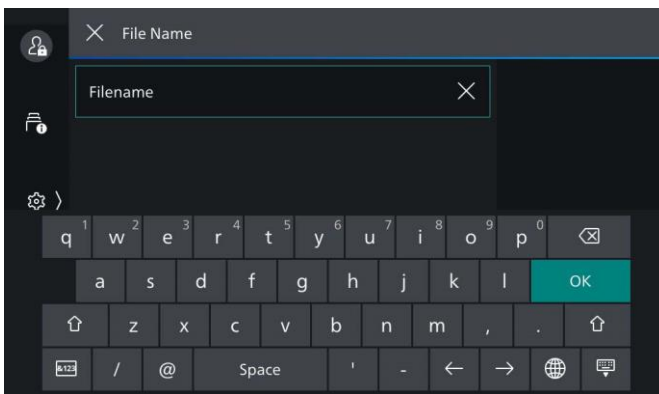 File Name
Filename
q 1 w 2 e 3 r 4 t 5 y 6 u 7 i 8 o 9 p 0
a s d f g h j k l OK
z x c v b n m , .
&123 / @ Space ' -